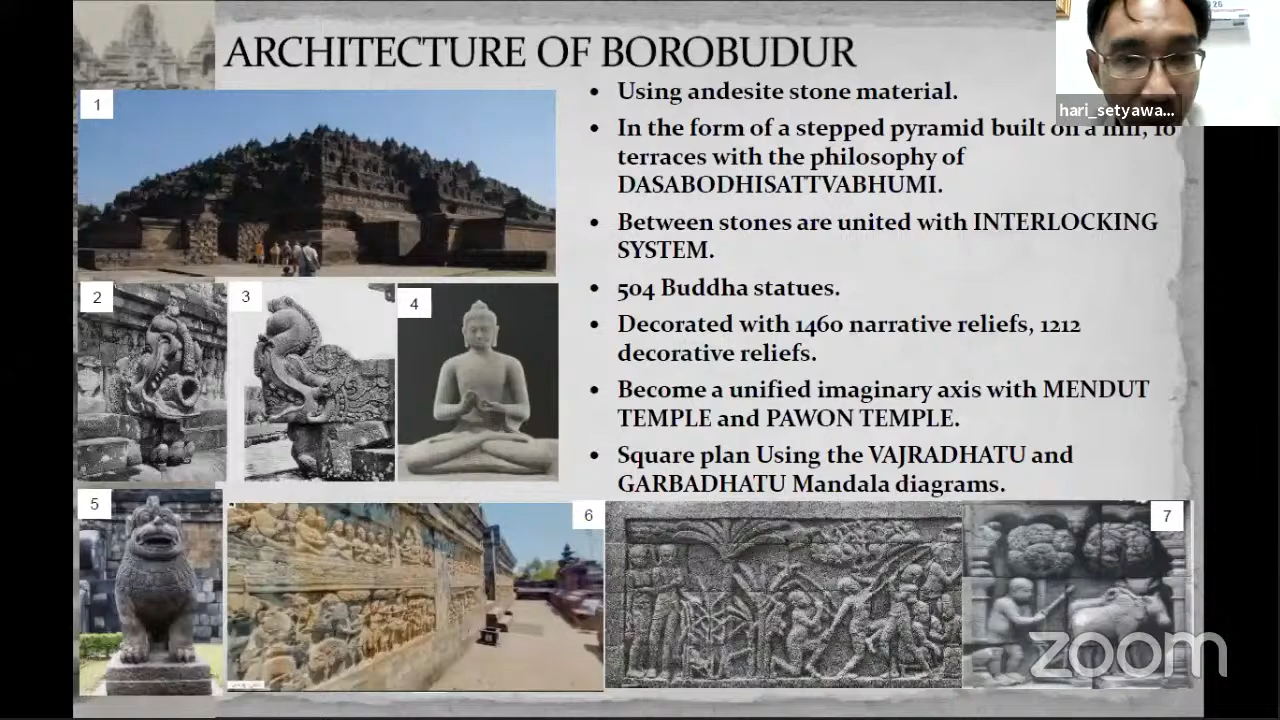 ARCHITECTURE OF BOROBUDUR
26
hari_setyawa...
1
2
3
4
5
6
7
• Using andesite stone material.
• In the form of a stepped pyramid built on a hill, 10
terraces with the philosophy of
DASABODHISATTVABHUMI.
• Between stones are united with INTERLOCKING
SYSTEM.
• 504 Buddha statues.
• Decorated with 1460 narrative reliefs, 1212
decorative reliefs.
• Become a unified imaginary axis with MENDUT
TEMPLE and PAWON TEMPLE.
• Square plan Using the VAJRADHATU and
GARBADHATU Mandala diagrams.
zoom